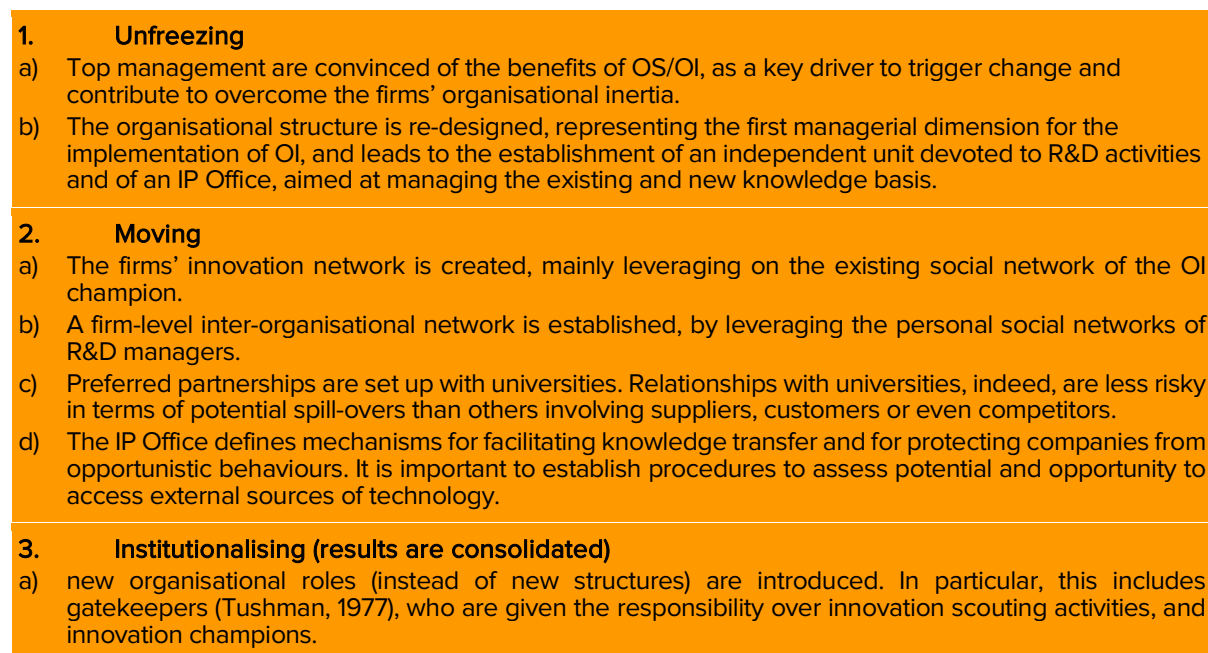 1. Unfreezing
a) Top management are convinced of the benefits of OS/OI, as a key driver to trigger change and
contribute to overcome the firms' organisational inertia.
b) The organisational structure is re-designed, representing the first managerial dimension for the
implementation of OI, and leads to the establishment of an independent unit devoted to R&D activities
and of an IP Office, aimed at managing the existing and new knowledge basis.
2. Moving
a) The firms' innovation network is created, mainly leveraging on the existing social network of the OI
champion.
b) A firm-level inter-organisational network is established, by leveraging the personal social networks of
R&D managers.
c) Preferred partnerships are set up with universities. Relationships with universities, indeed, are less risky
in terms of potential spill-overs than others involving suppliers, customers or even competitors.
d) The IP Office defines mechanisms for facilitating knowledge transfer and for protecting companies from
opportunistic behaviours. It is important to establish procedures to assess potential and opportunity to
access external sources of technology.
3. Institutionalising (results are consolidated)
a) new organisational roles (instead of new structures) are introduced. In particular, this includes
gatekeepers (Tushman, 1977), who are given the responsibility over innovation scouting activities, and
innovation champions.